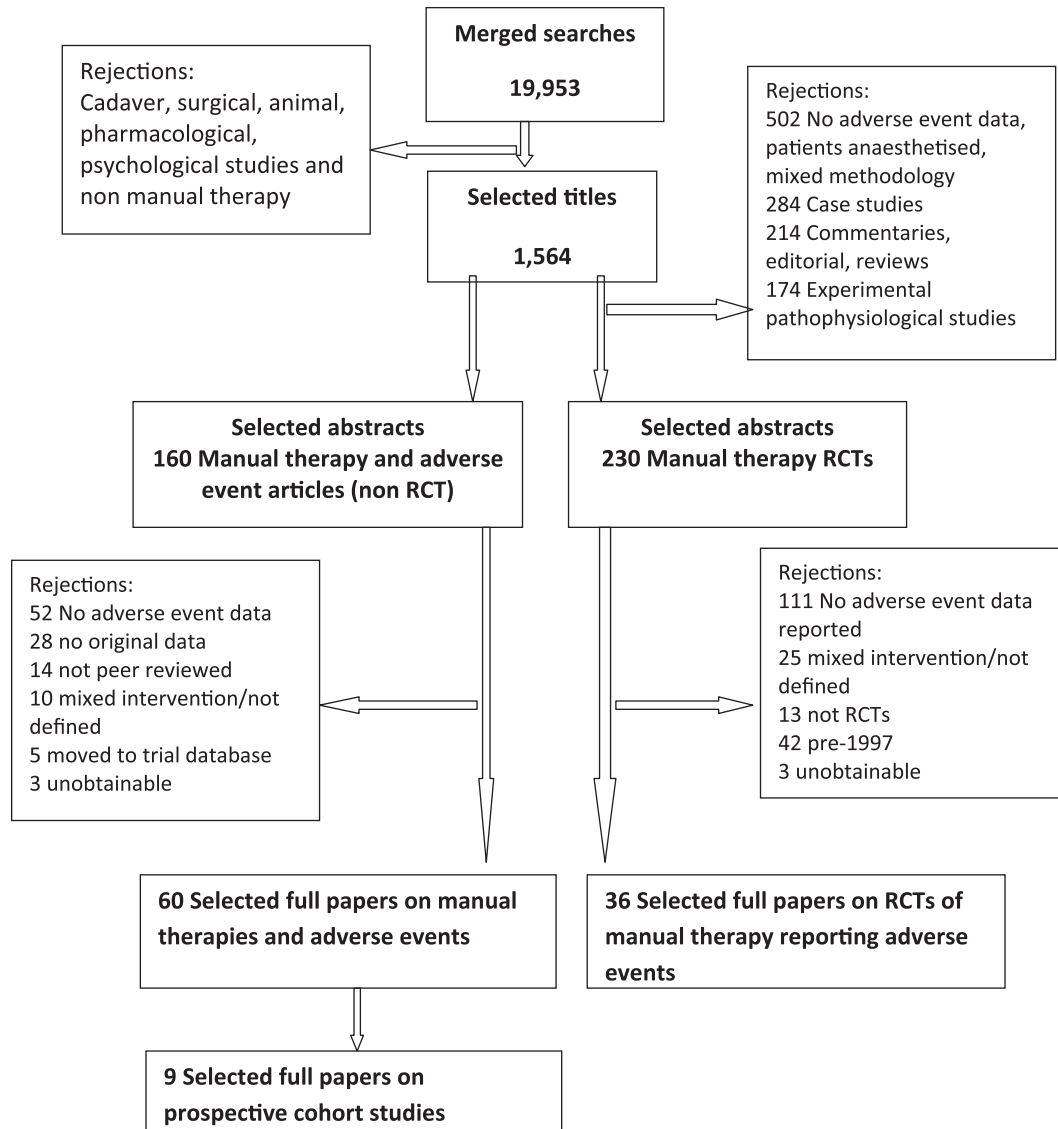 Merged searches
19,953
Rejections:
Cadaver, surgical, animal,
pharmacological,
psychological studies and
non manual therapy
Selected titles
1,564
Rejections:
502 No adverse event data,
patients anaesthetised,
mixed methodology
284 Case studies
214 Commentaries,
editorial, reviews
174 Experimental
pathophysiological studies
Selected abstracts
160 Manual therapy and adverse
event articles (non RCT)
Selected abstracts
230 Manual therapy RCTs
Rejections:
52 No adverse event data
28 no original data
14 not peer reviewed
10 mixed intervention/not
defined
5 moved to trial database
3 unobtainable
Rejections:
111 No adverse event data
reported
25 mixed intervention/not
defined
13 not RCTs
42 pre-1997
3 unobtainable
60 Selected full papers on manual
therapies and adverse events
36 Selected full papers on RCTs of
manual therapy reporting adverse
events
9 Selected full papers on
prospective cohort studies